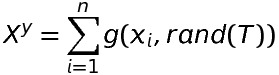 X^y = \sum_{i=1}^{n} g(x_i, rand(T))